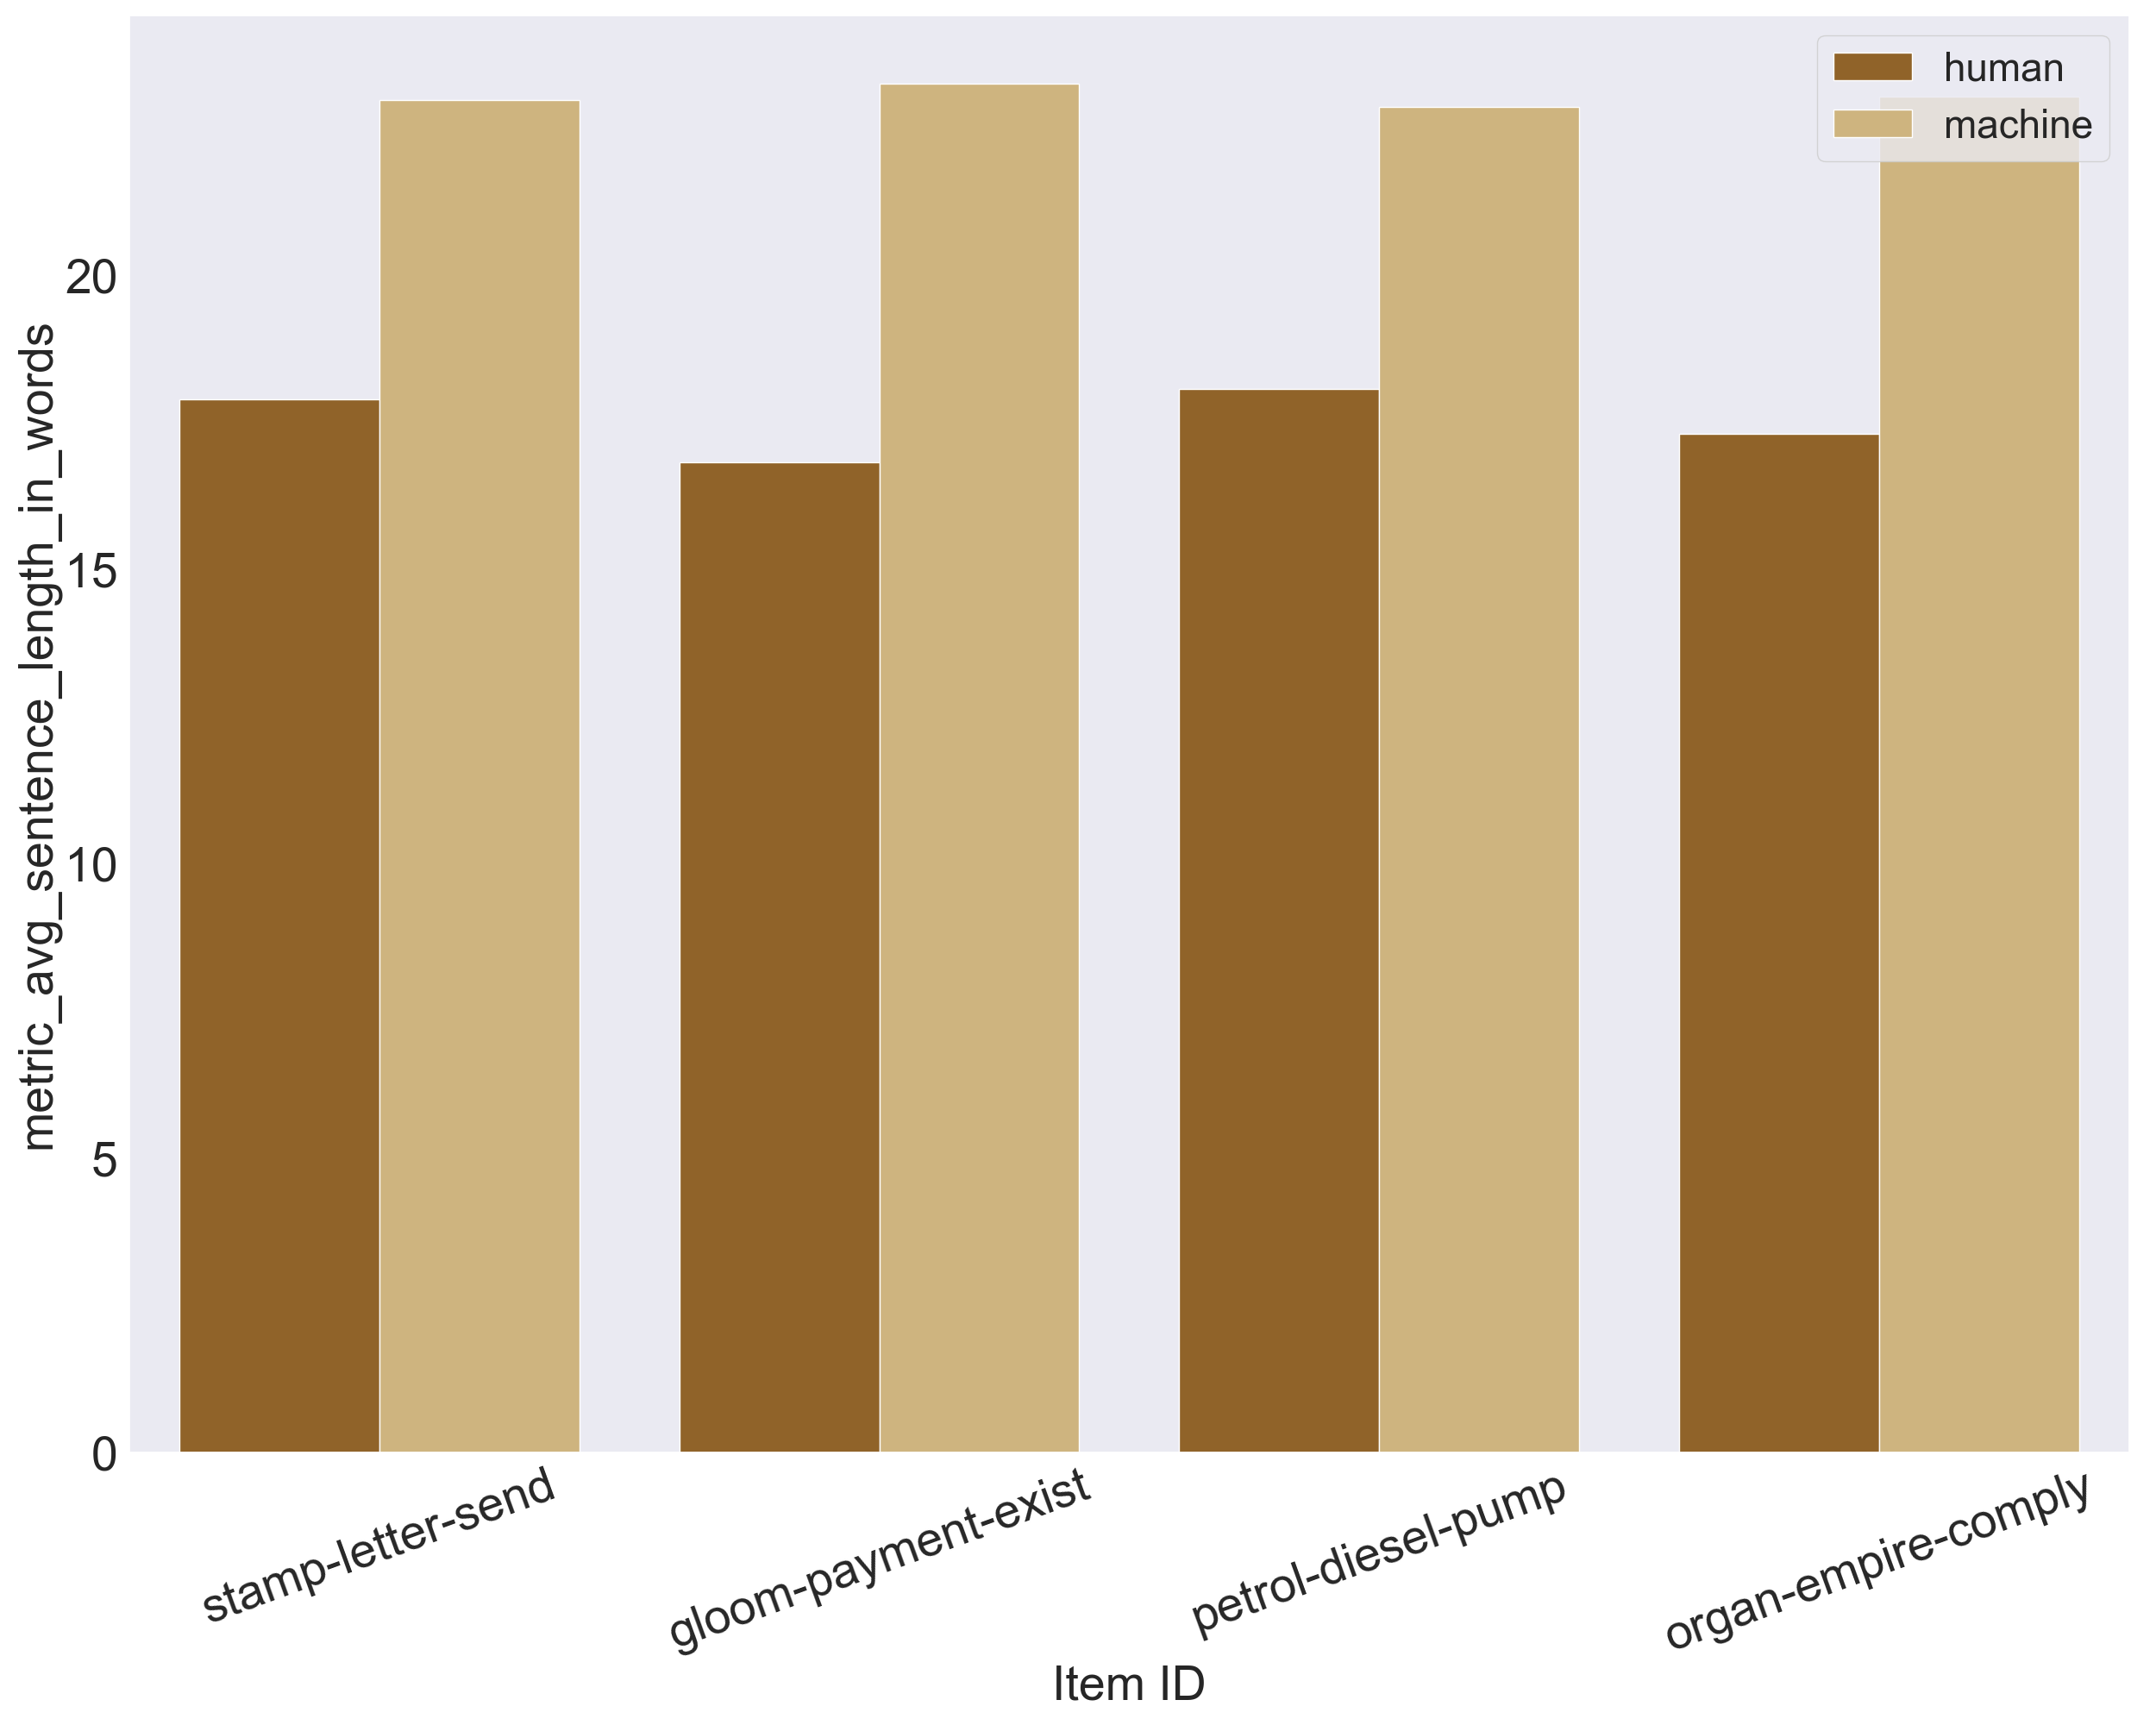 human
machine
metric_avg_sentence_length_in_words
20
15
10
5
0
stamp-letter-send
gloom-payment-exist
petrol-diesel-pump
organ-empire-comply
Item ID